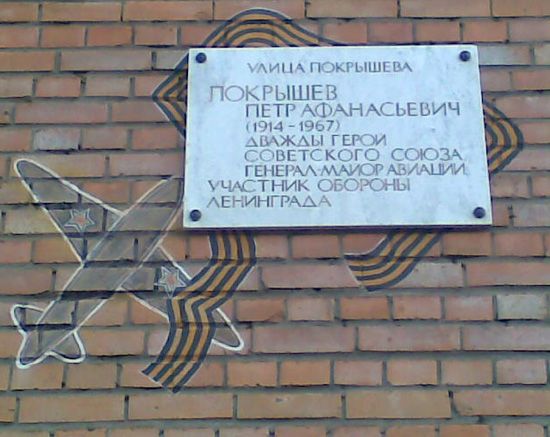 УЛИЦА ПОКРЫШЕВА
ПОКРЫШЕВ
ПЕТР АФАНАСЬЕВИЧ
(1914-1967)
ДВАЖДЫ ГЕРОЙ
СОВЕТСКОГО СОЮЗА,
ГЕНЕРАЛ-МАЙОР АВИАЦИИ,
УЧАСТНИК ОБОРОНЫ
ЛЕНИНГРАДА